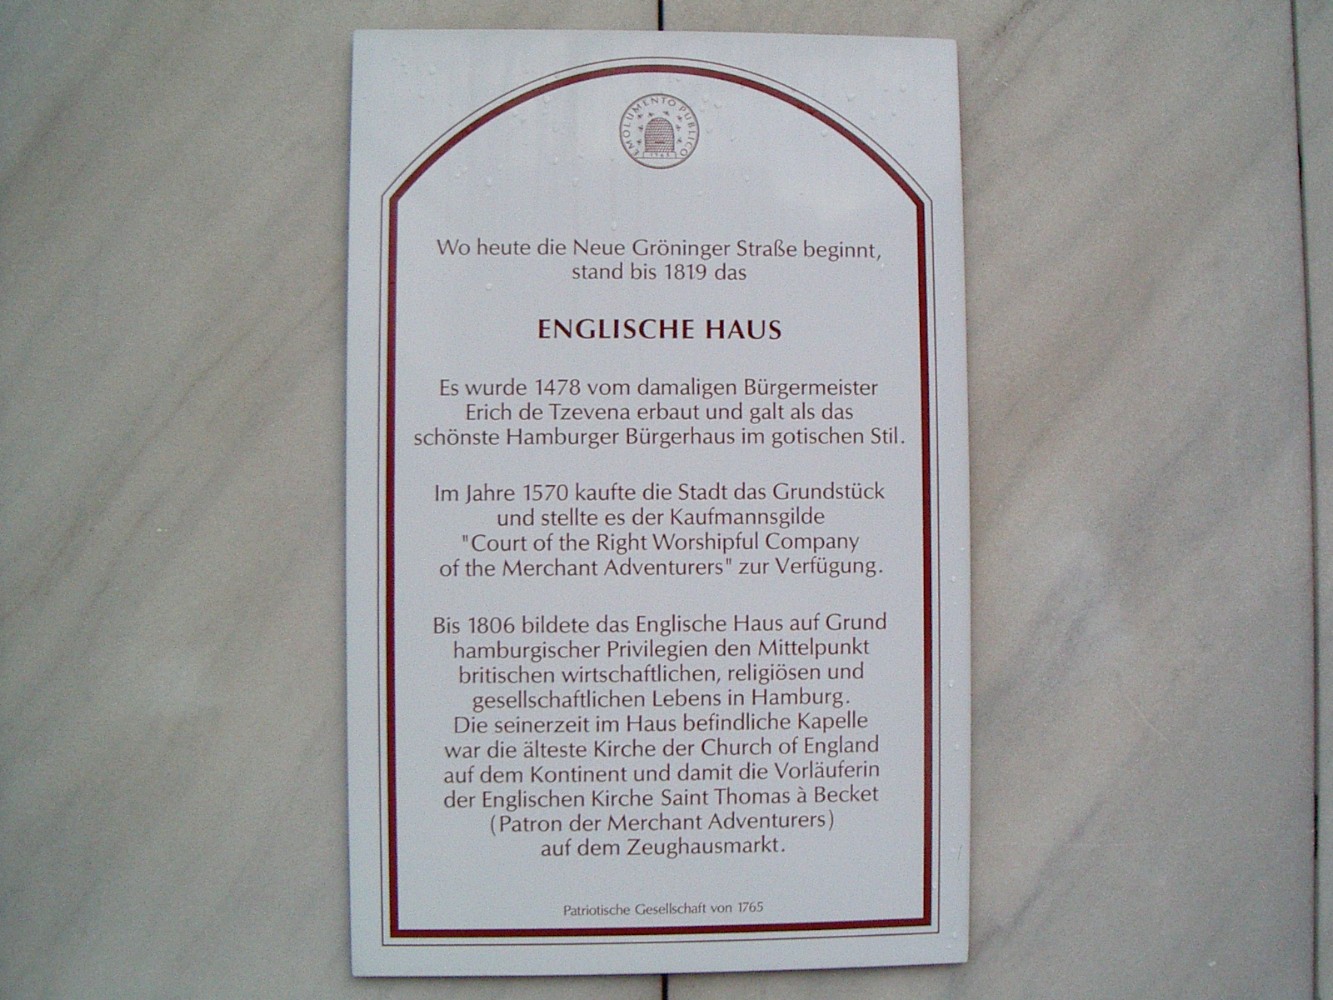 EMOLUMENTO PUBLICO
Wo heute die Neue Gröninger Straße beginnt,
stand bis 1819 das
ENGLISCHE HAUS
Es wurde 1478 vom damaligen Bürgermeister
Erich de Tzevena erbaut und galt als das
schönste Hamburger Bürgerhaus im gotischen Stil.
Im Jahre 1570 kaufte die Stadt das Grundstück
und stellte es der Kaufmannsgilde
"Court of the Right Worshipful Company
of the Merchant Adventurers" zur Verfügung.
Bis 1806 bildete das Englische Haus auf Grund
hamburgischer Privilegien den Mittelpunkt
britischen wirtschaftlichen, religiösen und
gesellschaftlichen Lebens in Hamburg.
Die seinerzeit im Haus befindliche Kapelle
war die älteste Kirche der Church of England
auf dem Kontinent und damit die Vorläuferin
der Englischen Kirche Saint Thomas à Becket
(Patron der Merchant Adventurers)
auf dem Zeughausmarkt.
Patriotische Gesellschaft von 1765